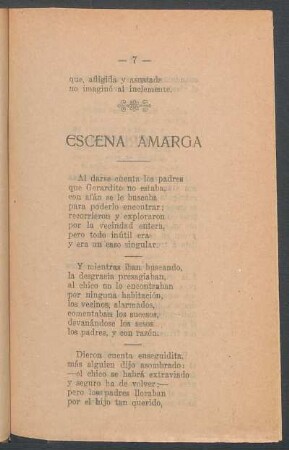 — 7 —
que, afligida y asustada
no imaginó al inclemente.
ESCENA AMARGA
Al darse cuenta los padres
que Gerardito no estaba,
con afán se le buscaba
para poderlo encontrar;
recorrieron y exploraron
por la vecindad entera,
pero todo inútil era
y era un caso singular.
Y mientras iban buscando,
la desgracia presagiaban,
al chico no le encontraban
por ninguna habitación,
los vecinos, alarmados,
comentaban los sucesos,
devanándose los sesos
los padres, y con razón.
Dieron cuenta enseguidita,
más alguien dijo asombrado:
—el chico se habrá extraviado
y seguro ha de volver;—
pero los padres lloraban
por el hijo tan querido,